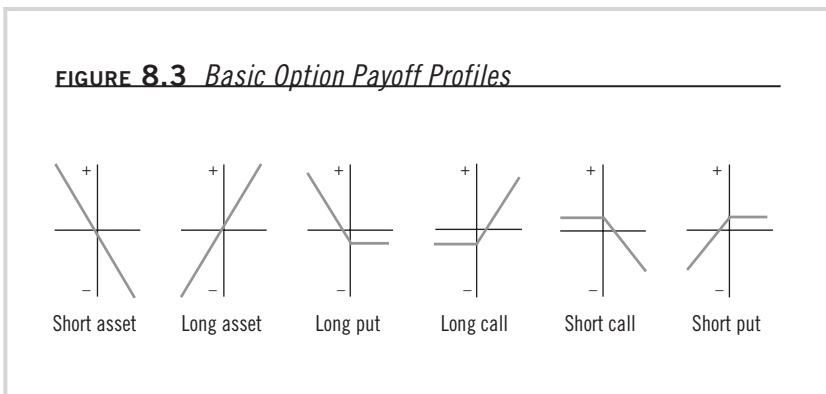 FIGURE 8.3 Basic Option Payoff Profiles
+ + + + + +
– – – – – –
Short asset Long asset Long put Long call Short call Short put